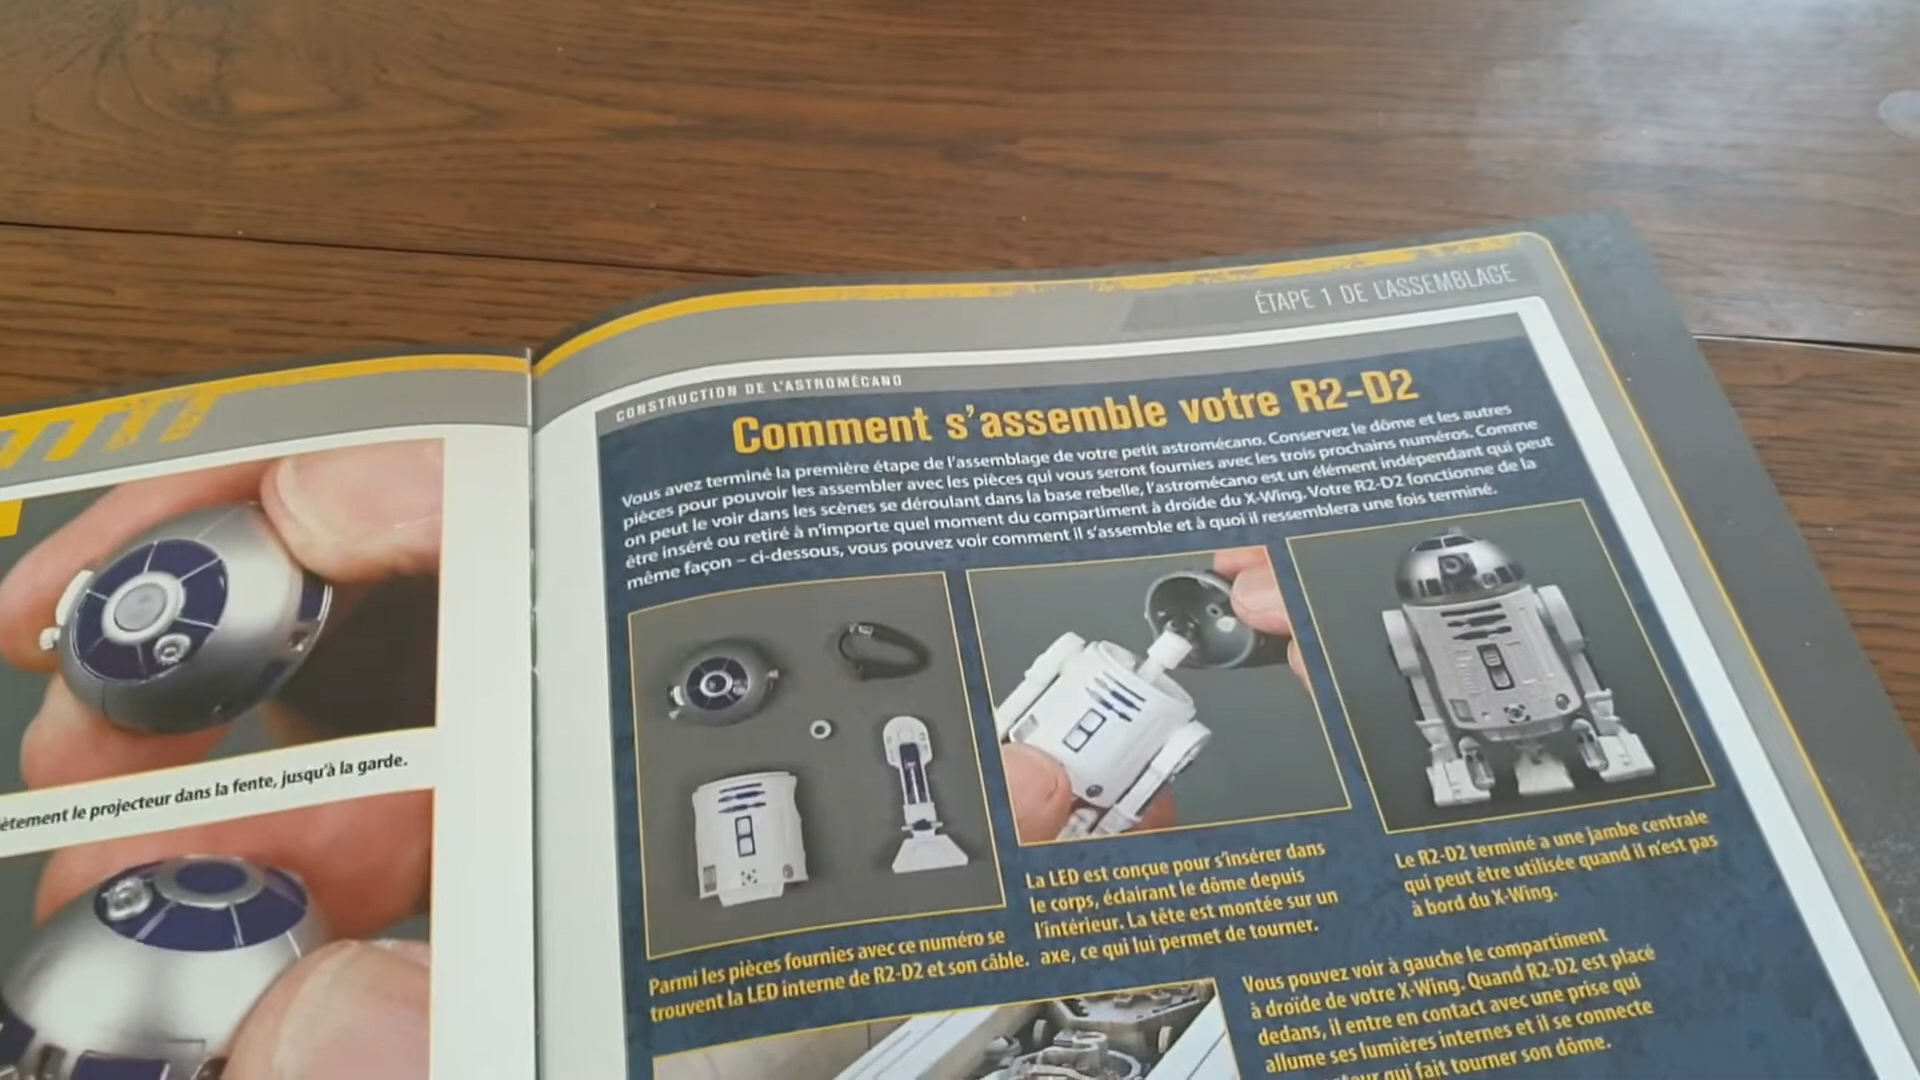 ètement le projecteur dans la fente, jusqu'à la garde.
ÉTAPE 1 DE L'ASSEMBLAGE
CONSTRUCTION DE L'ASTROMÉCANO
Comment s'assemble votre R2-D2
Vous avez terminé la première étape de l'assemblage de votre petit astromécano. Conservez le dôme et les autres
pièces pour pouvoir les assembler avec les pièces qui vous seront fournies avec les trois prochains numéros. Comme
on peut le voir dans les scènes se déroulant dans la base rebelle, l'astromécano est un élément indépendant qui peut
être inséré ou retiré à n'importe quel moment du compartiment à droïde du X-Wing. Votre R2-D2 fonctionne de la
même façon – ci-dessous, vous pouvez voir comment il s'assemble et à quoi il ressemblera une fois terminé.
Parmi les pièces fournies avec ce numéro se
trouvent la LED interne de R2-D2 et son câble.
La LED est conçue pour s'insérer dans
le corps, éclairant le dôme depuis
l'intérieur. La tête est montée sur un
axe, ce qui lui permet de tourner.
Le R2-D2 terminé a une jambe centrale
qui peut être utilisée quand il n'est pas
à bord du X-Wing.
Vous pouvez voir à gauche le compartiment
à droïde de votre X-Wing. Quand R2-D2 est placé
dedans, il entre en contact avec une prise qui
allume ses lumières internes et il se connecte
qui fait tourner son dôme.